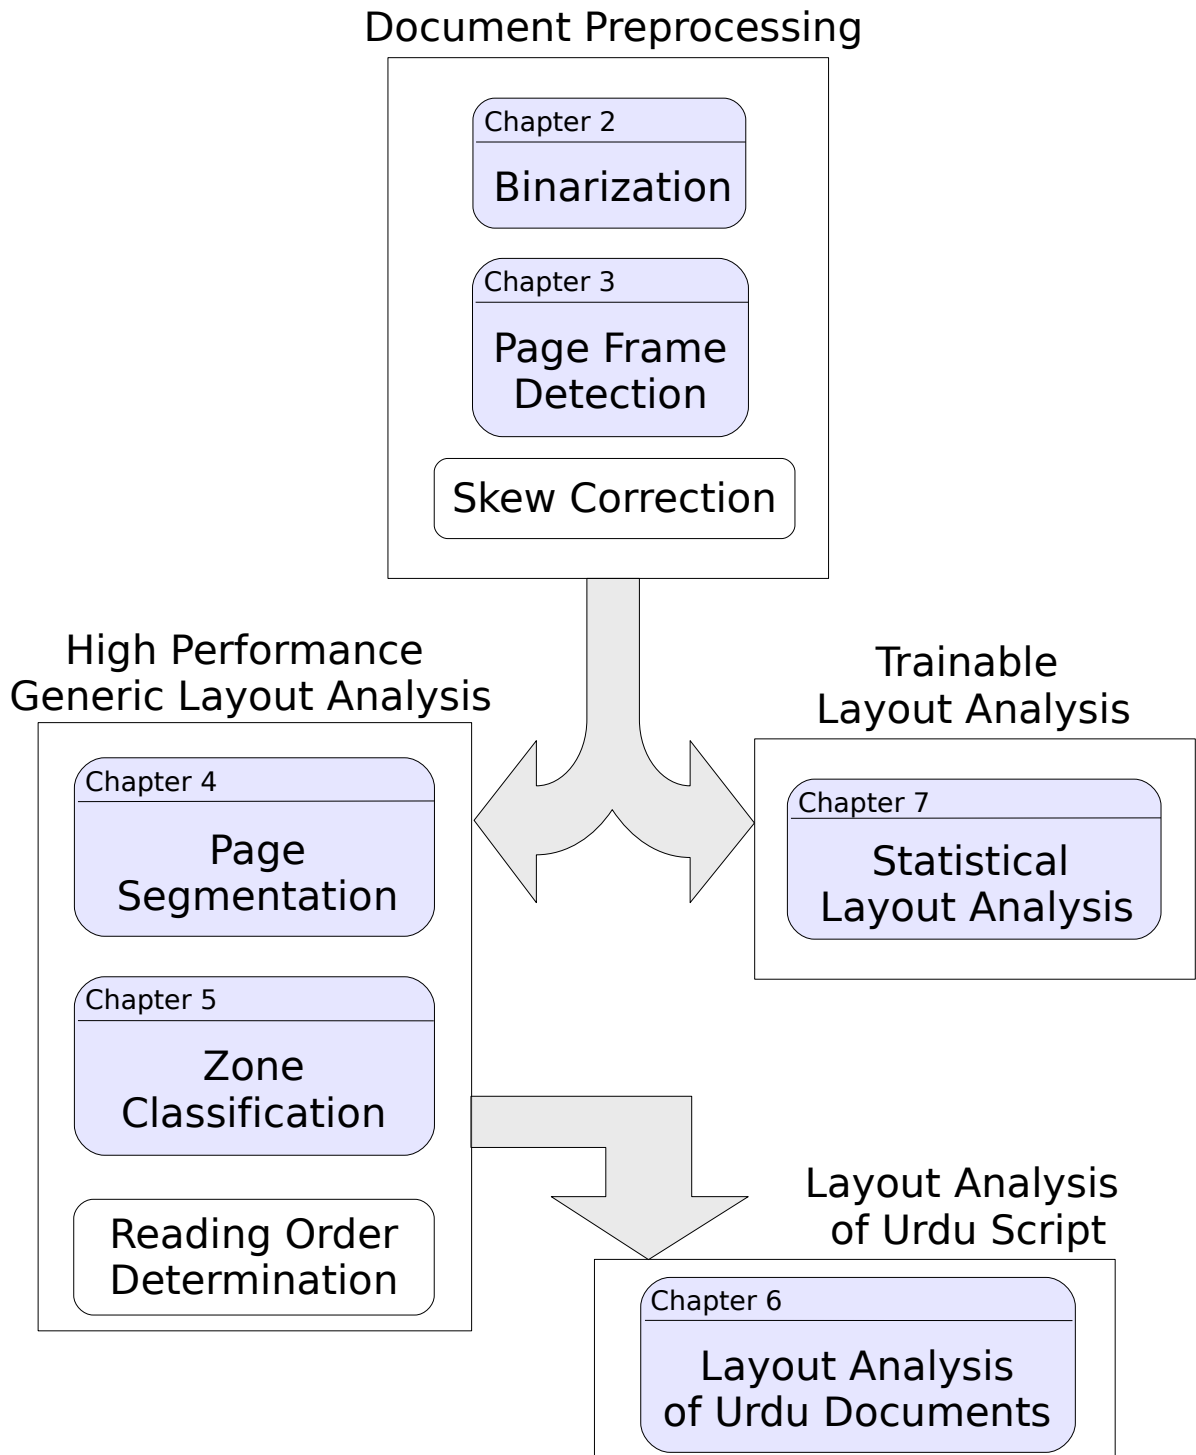 Document Preprocessing
Chapter 2
Binarization
Chapter 3
Page Frame
Detection
Skew Correction
High Performance
Generic Layout Analysis
Chapter 4
Page
Segmentation
Chapter 5
Zone
Classification
Reading Order
Determination
Trainable
Layout Analysis
Chapter 7
Statistical
Layout Analysis
Layout Analysis
of Urdu Script
Chapter 6
Layout Analysis
of Urdu Documents